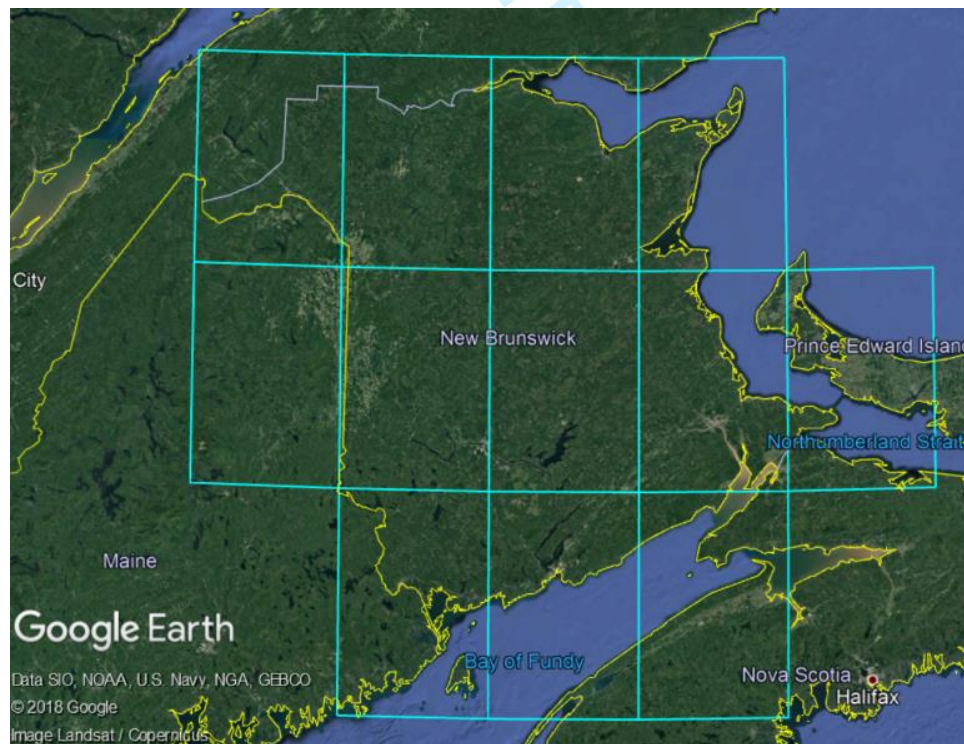 City
New Brunswick
Prince Edward Island
Northumberland Strait
Maine
Google Earth
Bay of Fundy
Nova Scotia
Data SIO, NOAA, U.S. Navy, NGA, GEBCO
Halifax
© 2018 Google
Image Landsat / Copernicus